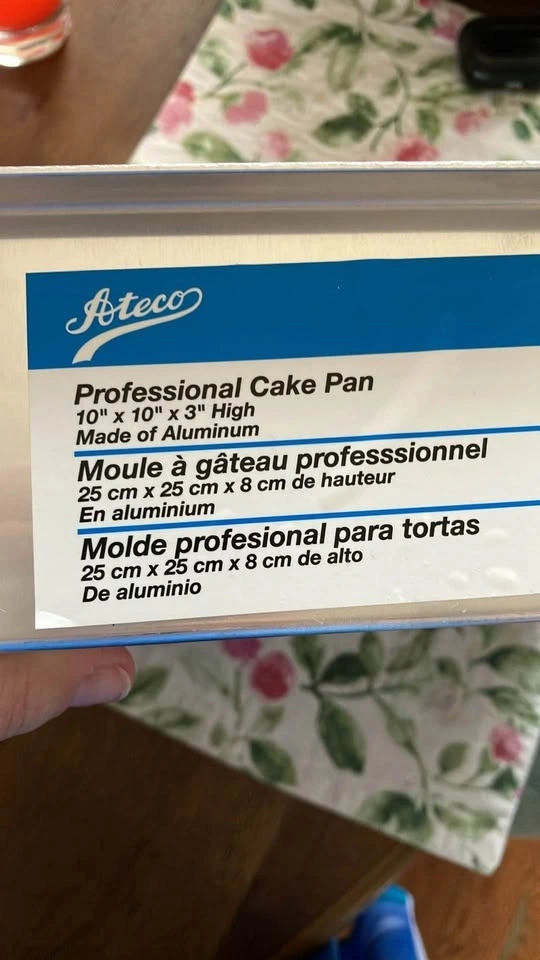 Ateco
Professional Cake Pan
10" x 10" x 3" High
Made of Aluminum
Moule à gâteau professsionnel
25 cm x 25 cm x 8 cm de hauteur
En aluminium
Molde profesional para tortas
25 cm x 25 cm x 8 cm de alto
De aluminio